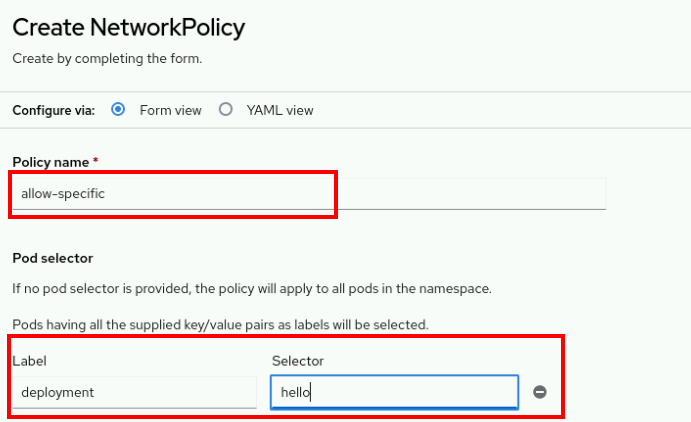 Create NetworkPolicy
Create by completing the form.
Configure via: Form view YAML view
Policy name *
allow-specific
Pod selector
If no pod selector is provided, the policy will apply to all pods in the namespace.
Pods having all the supplied key/value pairs as labels will be selected.
Label Selector
deployment hello